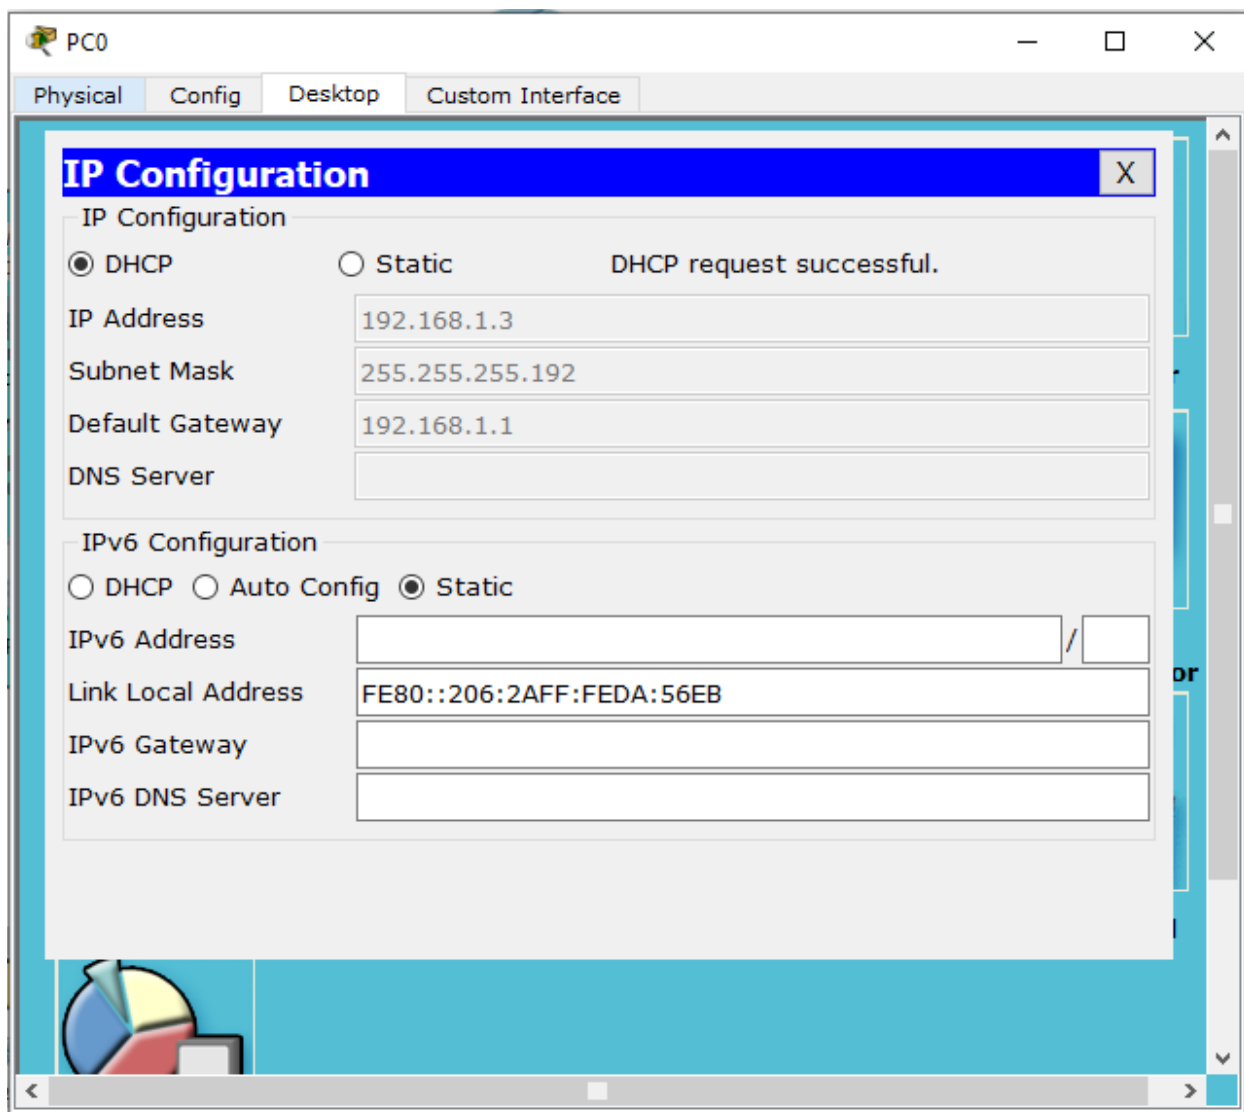 PC0
Physical Config Desktop Custom Interface
IP Configuration X
IP Configuration
DHCP Static DHCP request successful.
IP Address 192.168.1.3
Subnet Mask 255.255.255.192
Default Gateway 192.168.1.1
DNS Server
IPv6 Configuration
DHCP Auto Config Static
IPv6 Address /
Link Local Address FE80::206:2AFF:FEDA:56EB
IPv6 Gateway
IPv6 DNS Server
or